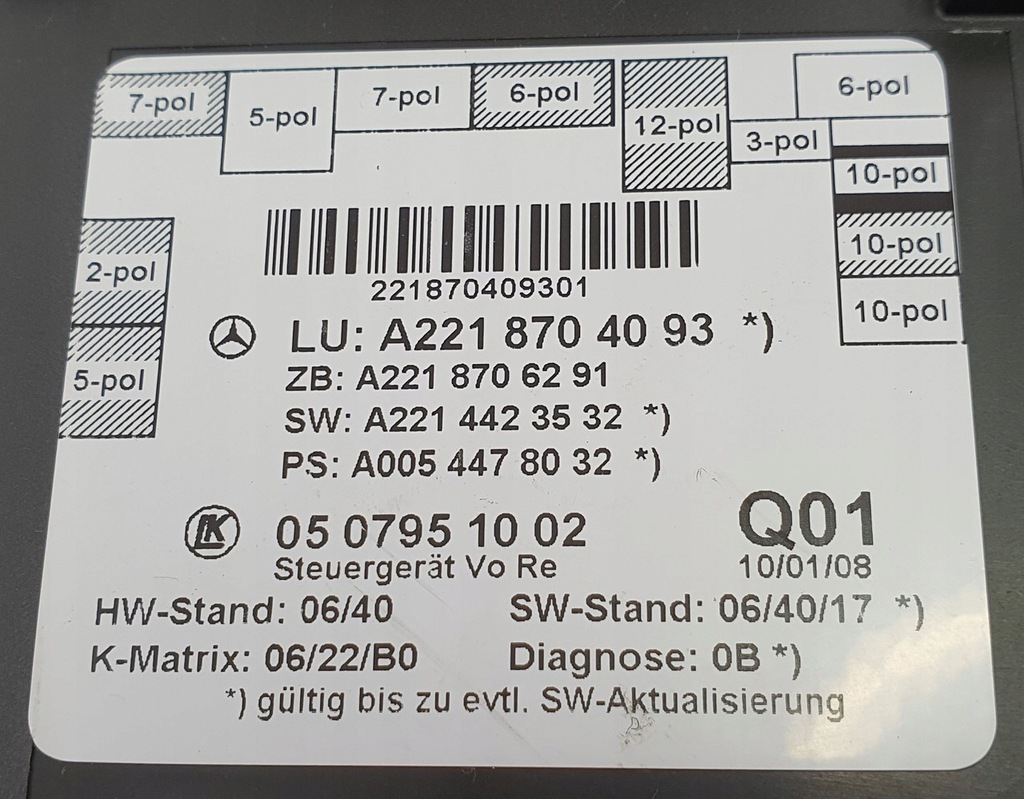 7-pol
5-pol
7-pol
6-pol
12-pol
3-pol
6-pol
10-pol
10-pol
10-pol
2-pol
5-pol
221870409301
LU: A221 870 40 93 *)
ZB: A221 870 62 91
SW: A221 442 35 32 *)
PS: A005 447 80 32 *)
LK 05 0795 10 02 Q01
Steuergerät Vo Re 10/01/08
HW-Stand: 06/40 SW-Stand: 06/40/17 *)
K-Matrix: 06/22/B0 Diagnose: 0B *)
*) gültig bis zu evtl. SW-Aktualisierung